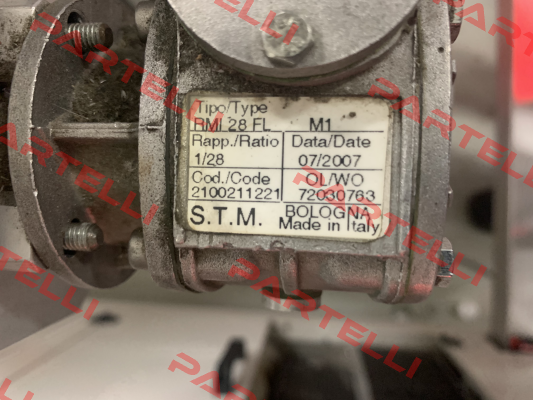 PARTELLI
PARTELLI
PARTELLI
Tipo/Type
RMI 28 FL M1
Rapp./Ratio Data/Date
1/28 07/2007
Cod./Code OL/WO
2100211221 72030763
S.T.M. BOLOGNA
Made in Italy
PARTELLI
PARTELLI
PARTELLI